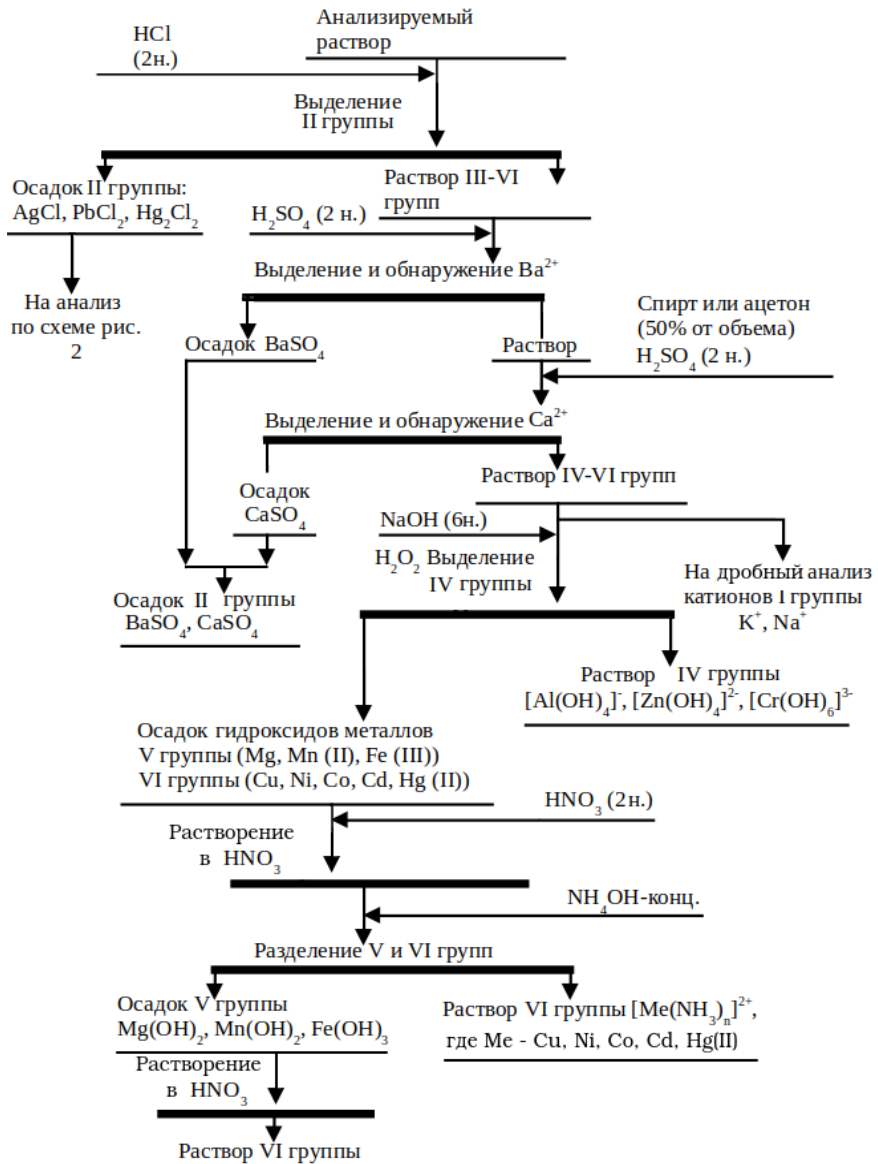 Анализируемый
раствор
HCl
(2н.)
Выделение
II группы
Осадок II группы:
AgCl, PbCl₂, Hg₂Cl₂
Раствор III-VI
групп
H₂SO₄ (2 н.)
Выделение и обнаружение Ba²⁺
На анализ
по схеме рис.
2
Осадок BaSO₄
Раствор
Спирт или ацетон
(50% от объема)
H₂SO₄ (2 н.)
Выделение и обнаружение Ca²⁺
Осадок
CaSO₄
Раствор IV-VI групп
NaOH (6н.)
H₂O₂ Выделение
IV группы
На дробный анализ
катионов I группы
K⁺, Na⁺
Осадок II группы
BaSO₄, CaSO₄
Раствор IV группы
[Al(OH)₄]⁻, [Zn(OH)₄]²⁻, [Cr(OH)₆]³⁻
Осадок гидроксидов металлов
V группы (Mg, Mn (II), Fe (III))
VI группы (Cu, Ni, Co, Cd, Hg (II))
HNO₃ (2н.)
Растворение
в HNO₃
NH₄OH-конц.
Разделение V и VI групп
Осадок V группы
Mg(OH)₂, Mn(OH)₂, Fe(OH)₃
Раствор VI группы [Me(NH₃)ₙ]²⁺,
где Me - Cu, Ni, Co, Cd, Hg(II)
Растворение
в HNO₃
Раствор VI группы